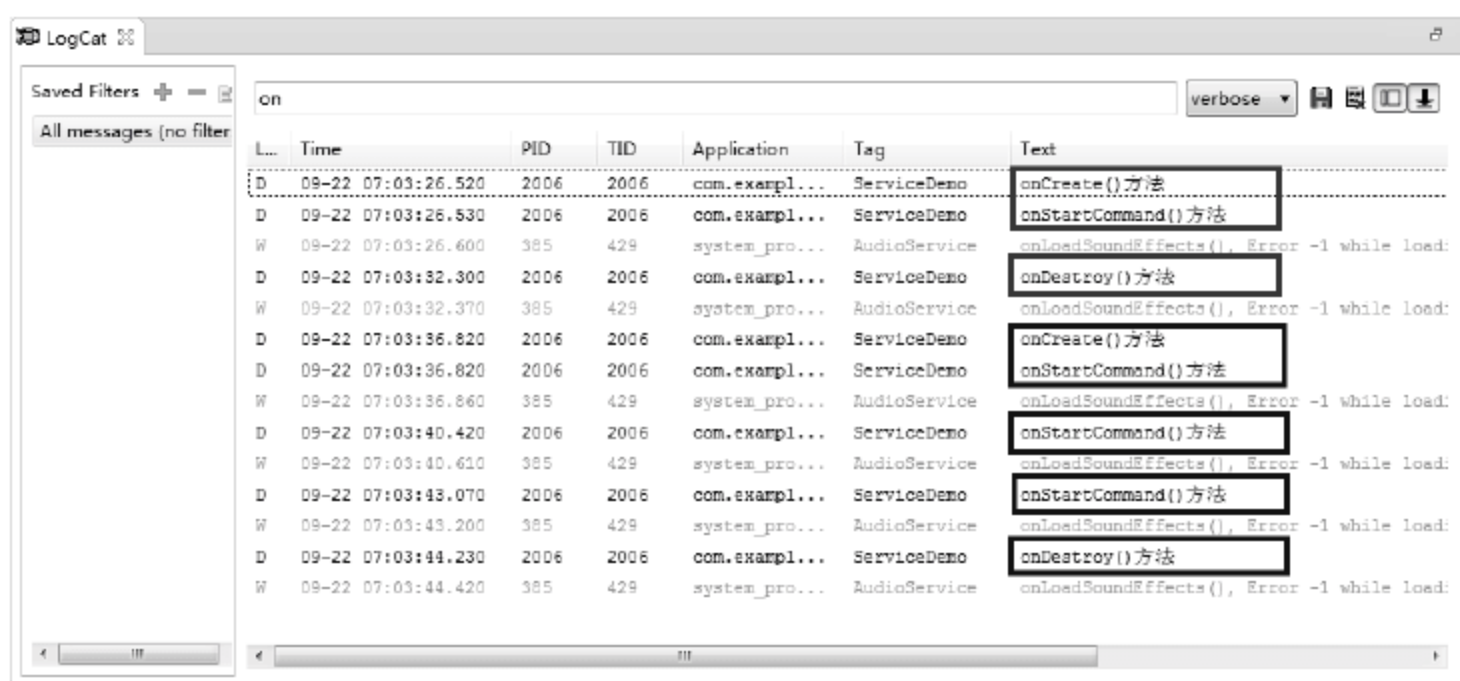 LogCat
Saved Filters
on
verbose
All messages (no filter
L... Time PID TID Application Tag Text
D 09-22 07:03:26.520 2006 2006 com.exampl... ServiceDemo onCreate()方法
D 09-22 07:03:26.530 2006 2006 com.exampl... ServiceDemo onStartCommand()方法
W 09-22 07:03:26.600 385 429 system_pro... AudioService onLoadSoundEffects(), Error -1 while loadi
D 09-22 07:03:32.300 2006 2006 com.exampl... ServiceDemo onDestroy()方法
W 09-22 07:03:32.370 385 429 system_pro... AudioService onLoadSoundEffects(), Error -1 while loadi
D 09-22 07:03:36.820 2006 2006 com.exampl... ServiceDemo onCreate()方法
D 09-22 07:03:36.820 2006 2006 com.exampl... ServiceDemo onStartCommand()方法
W 09-22 07:03:36.860 385 429 system_pro... AudioService onLoadSoundEffects(), Error -1 while loadi
D 09-22 07:03:40.420 2006 2006 com.exampl... ServiceDemo onStartCommand()方法
W 09-22 07:03:40.610 385 429 system_pro... AudioService onLoadSoundEffects(), Error -1 while loadi
D 09-22 07:03:43.070 2006 2006 com.exampl... ServiceDemo onStartCommand()方法
W 09-22 07:03:43.200 385 429 system_pro... AudioService onLoadSoundEffects(), Error -1 while loadi
D 09-22 07:03:44.230 2006 2006 com.exampl... ServiceDemo onDestroy()方法
W 09-22 07:03:44.420 385 429 system_pro... AudioService onLoadSoundEffects(), Error -1 while loadi